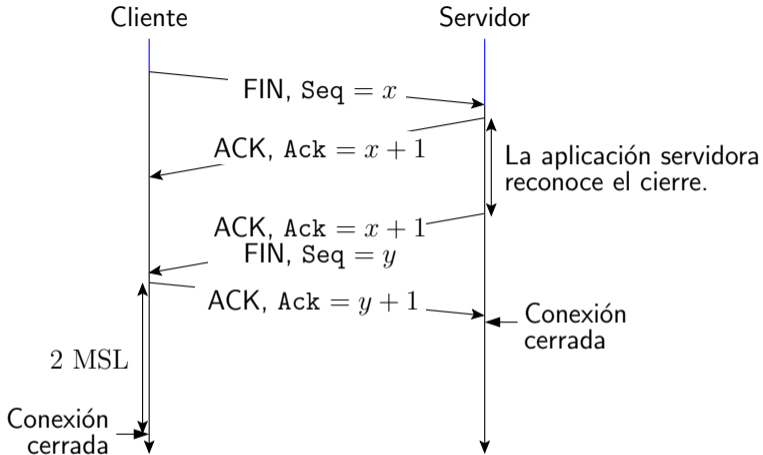 Cliente
Servidor
FIN, Seq = x
ACK, Ack = x + 1
La aplicación servidora
reconoce el cierre.
ACK, Ack = x + 1
FIN, Seq = y
ACK, Ack = y + 1
Conexión
cerrada
2 MSL
Conexión
cerrada